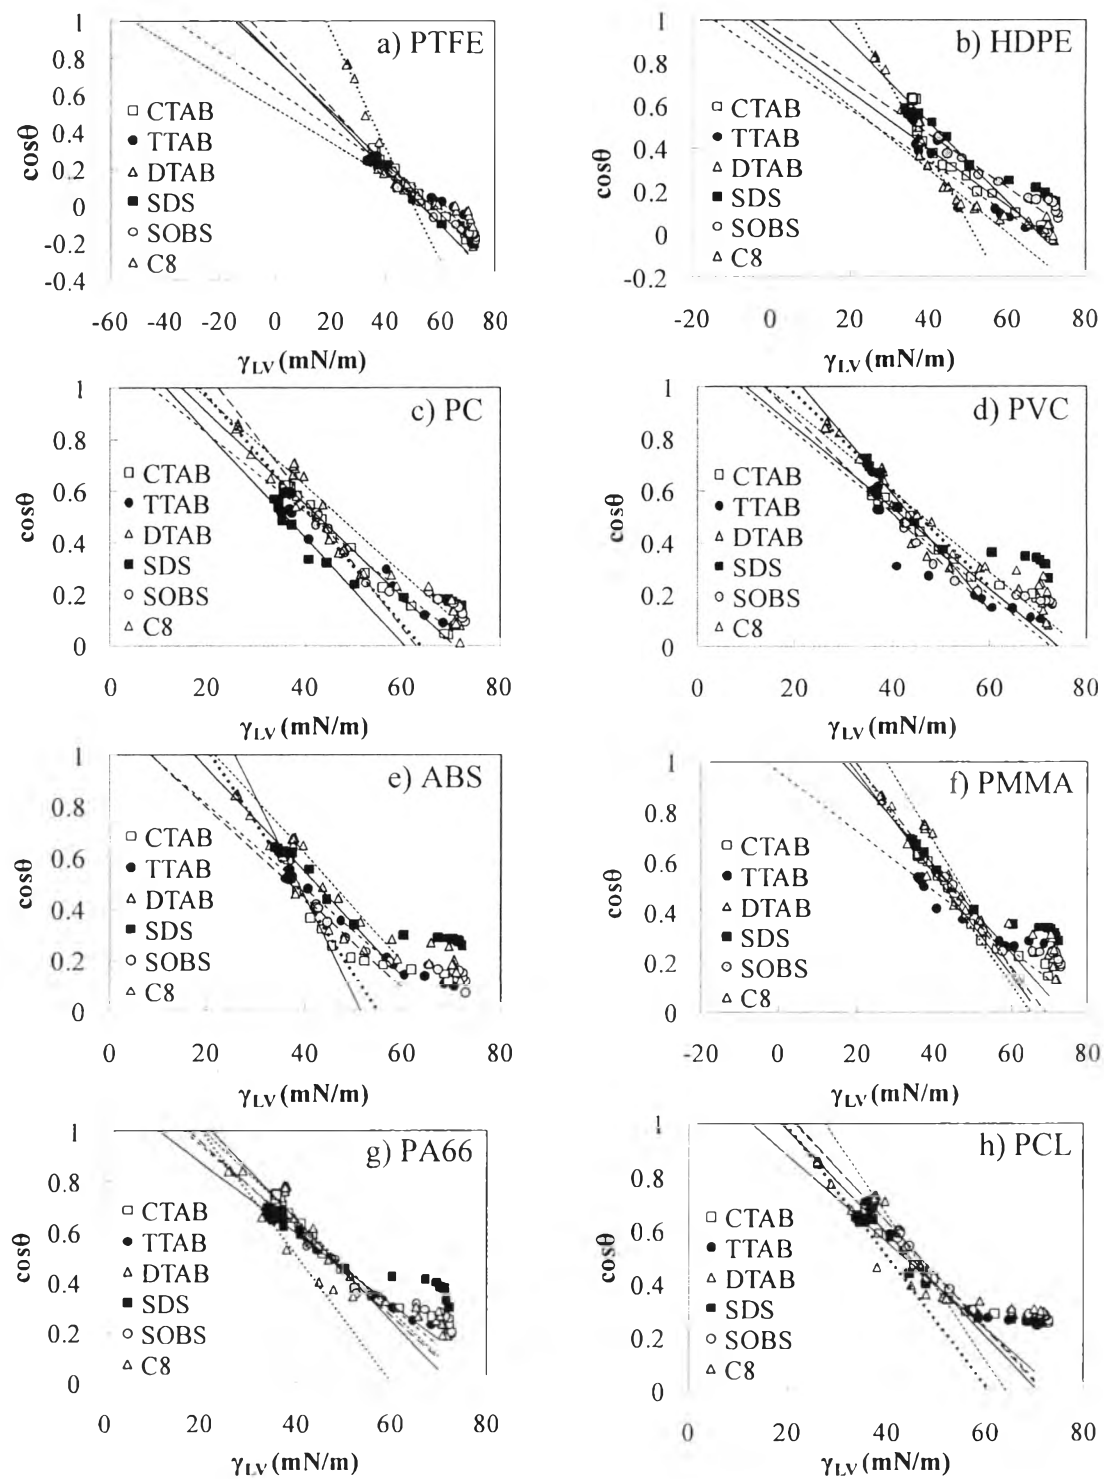 a) PTFE
1
0.8
0.6
0.4
0.2
0
-0.2
-0.4
cosθ
CTAB
TTAB
DTAB
SDS
SOBS
C8
-60 -40 -20 0 20 40 60 80
γLV (mN/m)
b) HDPE
1
0.8
0.6
0.4
0.2
0
-0.2
cosθ
CTAB
TTAB
DTAB
SDS
SOBS
C8
-20 0 20 40 60 80
γLV (mN/m)
c) PC
1
0.8
0.6
0.4
0.2
0
cosθ
CTAB
TTAB
DTAB
SDS
SOBS
C8
0 20 40 60 80
γLV (mN/m)
d) PVC
1
0.8
0.6
0.4
0.2
0
cosθ
CTAB
TTAB
DTAB
SDS
SOBS
C8
0 20 40 60 80
γLV (mN/m)
e) ABS
1
0.8
0.6
0.4
0.2
0
cosθ
CTAB
TTAB
DTAB
SDS
SOBS
C8
0 20 40 60 80
γLV (mN/m)
f) PMMA
1
0.8
0.6
0.4
0.2
0
cosθ
CTAB
TTAB
DTAB
SDS
SOBS
C8
-20 0 20 40 60 80
γLV (mN/m)
g) PA66
1
0.8
0.6
0.4
0.2
0
cosθ
CTAB
TTAB
DTAB
SDS
SOBS
C8
0 20 40 60 80
γLV (mN/m)
h) PCL
1
0.8
0.6
0.4
0.2
0
cosθ
CTAB
TTAB
DTAB
SDS
SOBS
C8
0 20 40 60 80
γLV (mN/m)